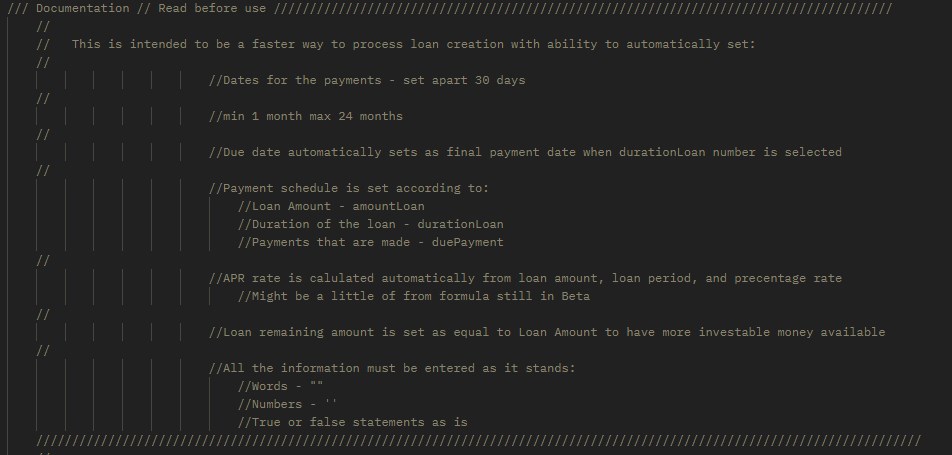 /// Documentation // Read before use //////////////////////////////////////////////////////////////////////////////////////
//
// This is intended to be a faster way to process loan creation with ability to automatically set:
//
//Dates for the payments - set apart 30 days
//
//min 1 month max 24 months
//
//Due date automatically sets as final payment date when durationLoan number is selected
//
//Payment schedule is set according to:
//Loan Amount - amountLoan
//Duration of the loan - durationLoan
//Payments that are made - duePayment
//
//APR rate is calulated automatically from loan amount, loan period, and precentage rate
//Might be a little of from formula still in Beta
//
//Loan remaining amount is set as equal to Loan Amount to have more investable money available
//
//All the information must be entered as it stands:
//Words - ""
//Numbers - ''
//True or false statements as is
///////////////////////////////////////////////////////////////////////////////////////////////////////////////////////////